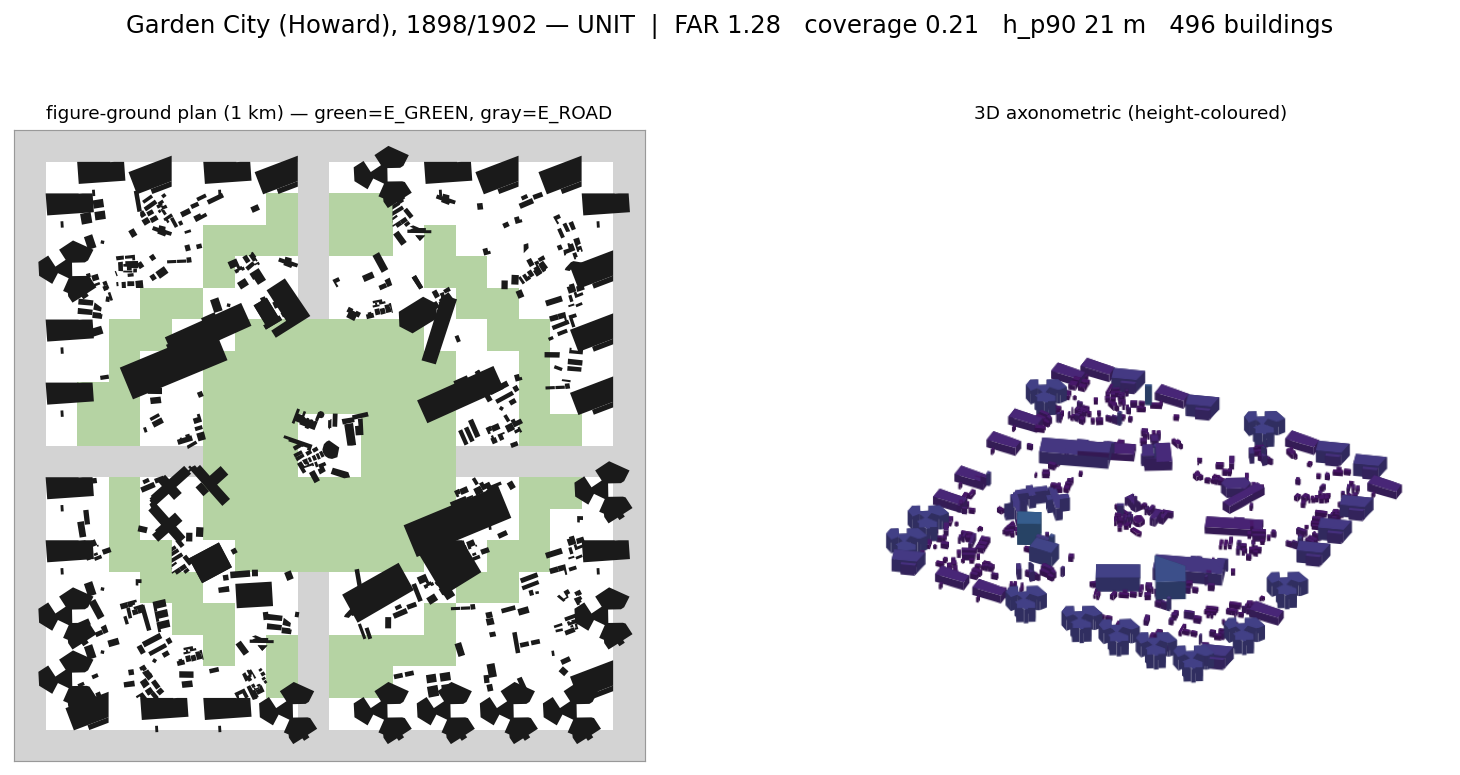 Garden City (Howard), 1898/1902 — UNIT | FAR 1.28 coverage 0.21 h_p90 21 m 496 buildings
figure-ground plan (1 km) — green=E_GREEN, gray=E_ROAD
3D axonometric (height-coloured)